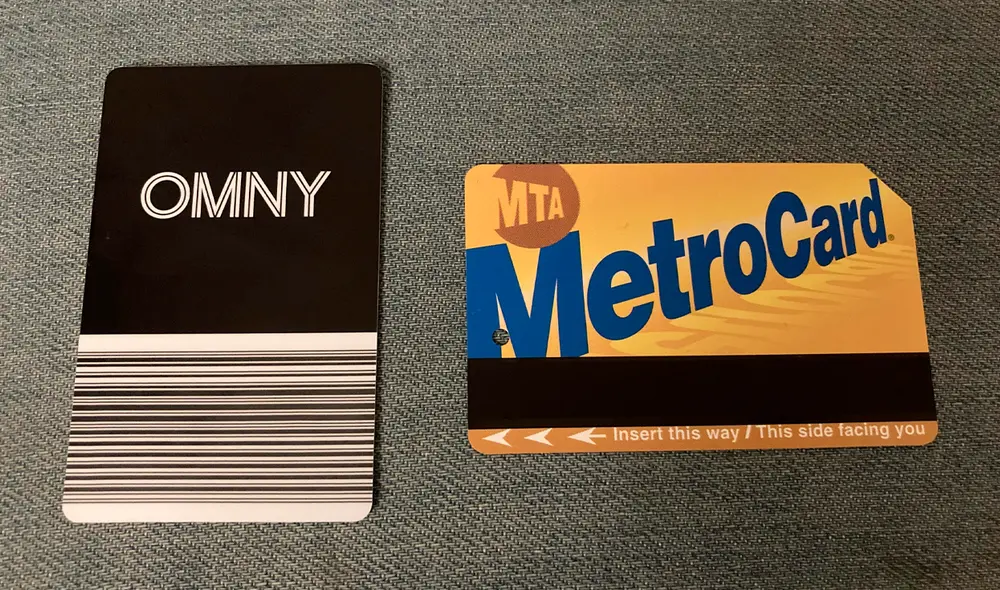 OMNY
MTA
MetroCard®
Insert this way / This side facing you